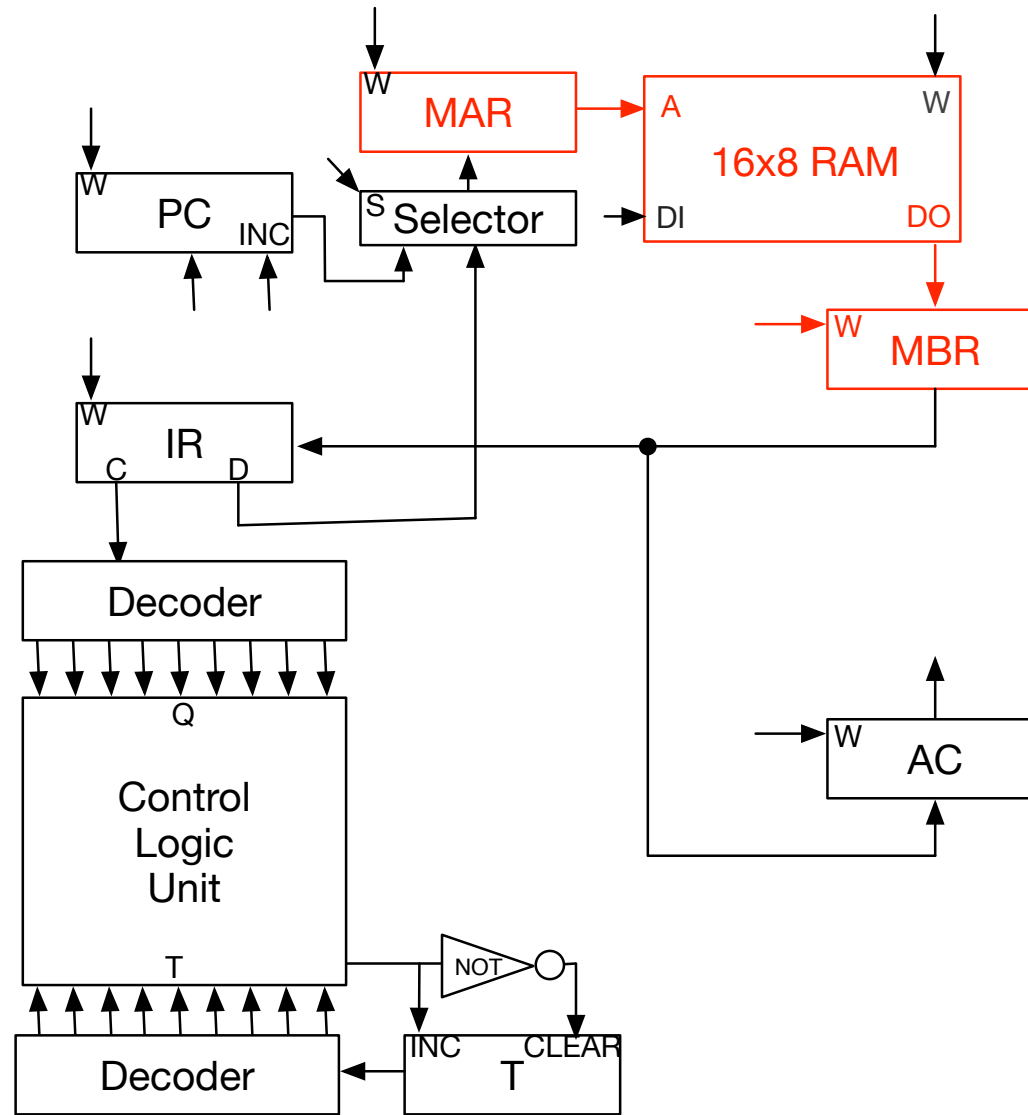 W
MAR
A
W
16x8 RAM
DI
DO
W
PC
INC
S
Selector
W
MBR
W
IR
C
D
Decoder
Q
Control
Logic
Unit
T
W
AC
NOT
INC
CLEAR
T
Decoder